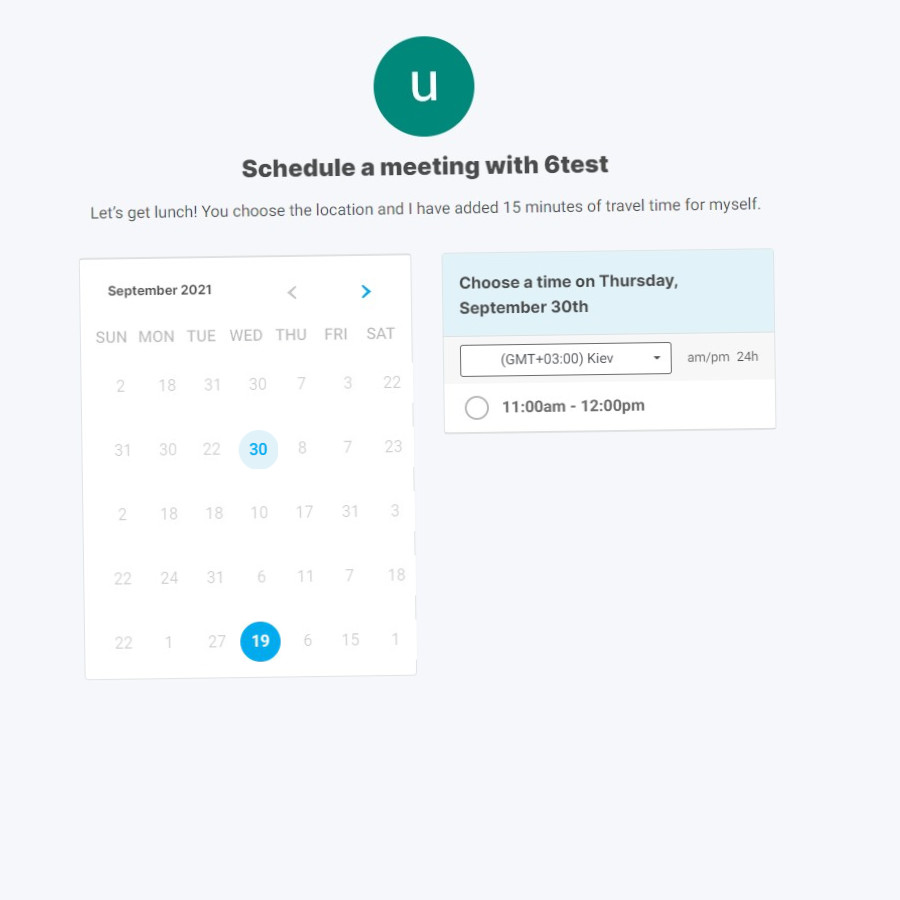 u
Schedule a meeting with 6test
Let's get lunch! You choose the location and I have added 15 minutes of travel time for myself.
September 2021
SUN MON TUE WED THU FRI SAT
2 18 31 30 7 3 22
31 30 22 30 8 7 23
2 18 18 10 17 31 3
22 24 31 6 11 7 18
22 1 27 19 6 15 1
Choose a time on Thursday,
September 30th
(GMT+03:00) Kiev am/pm 24h
11:00am - 12:00pm